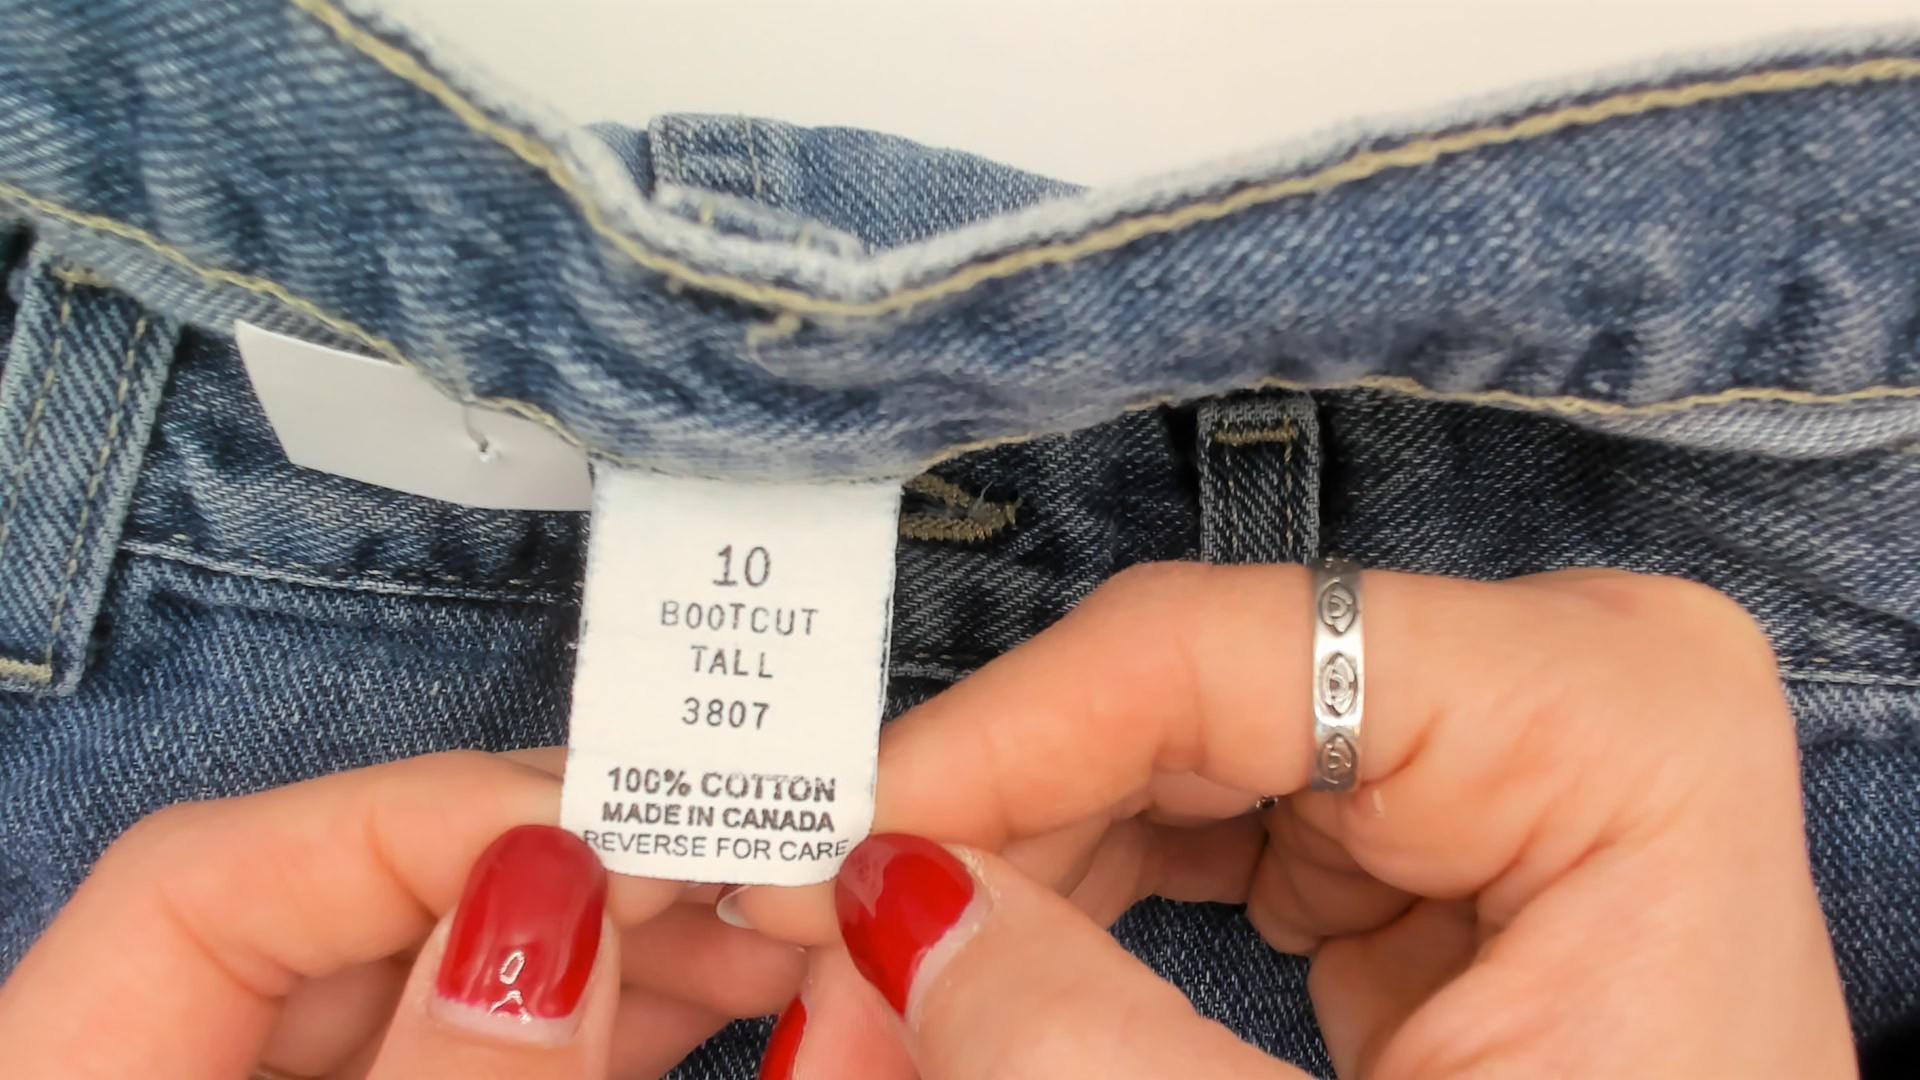 10
BOOTCUT
TALL
3807
100% COTTON
MADE IN CANADA
REVERSE FOR CARE